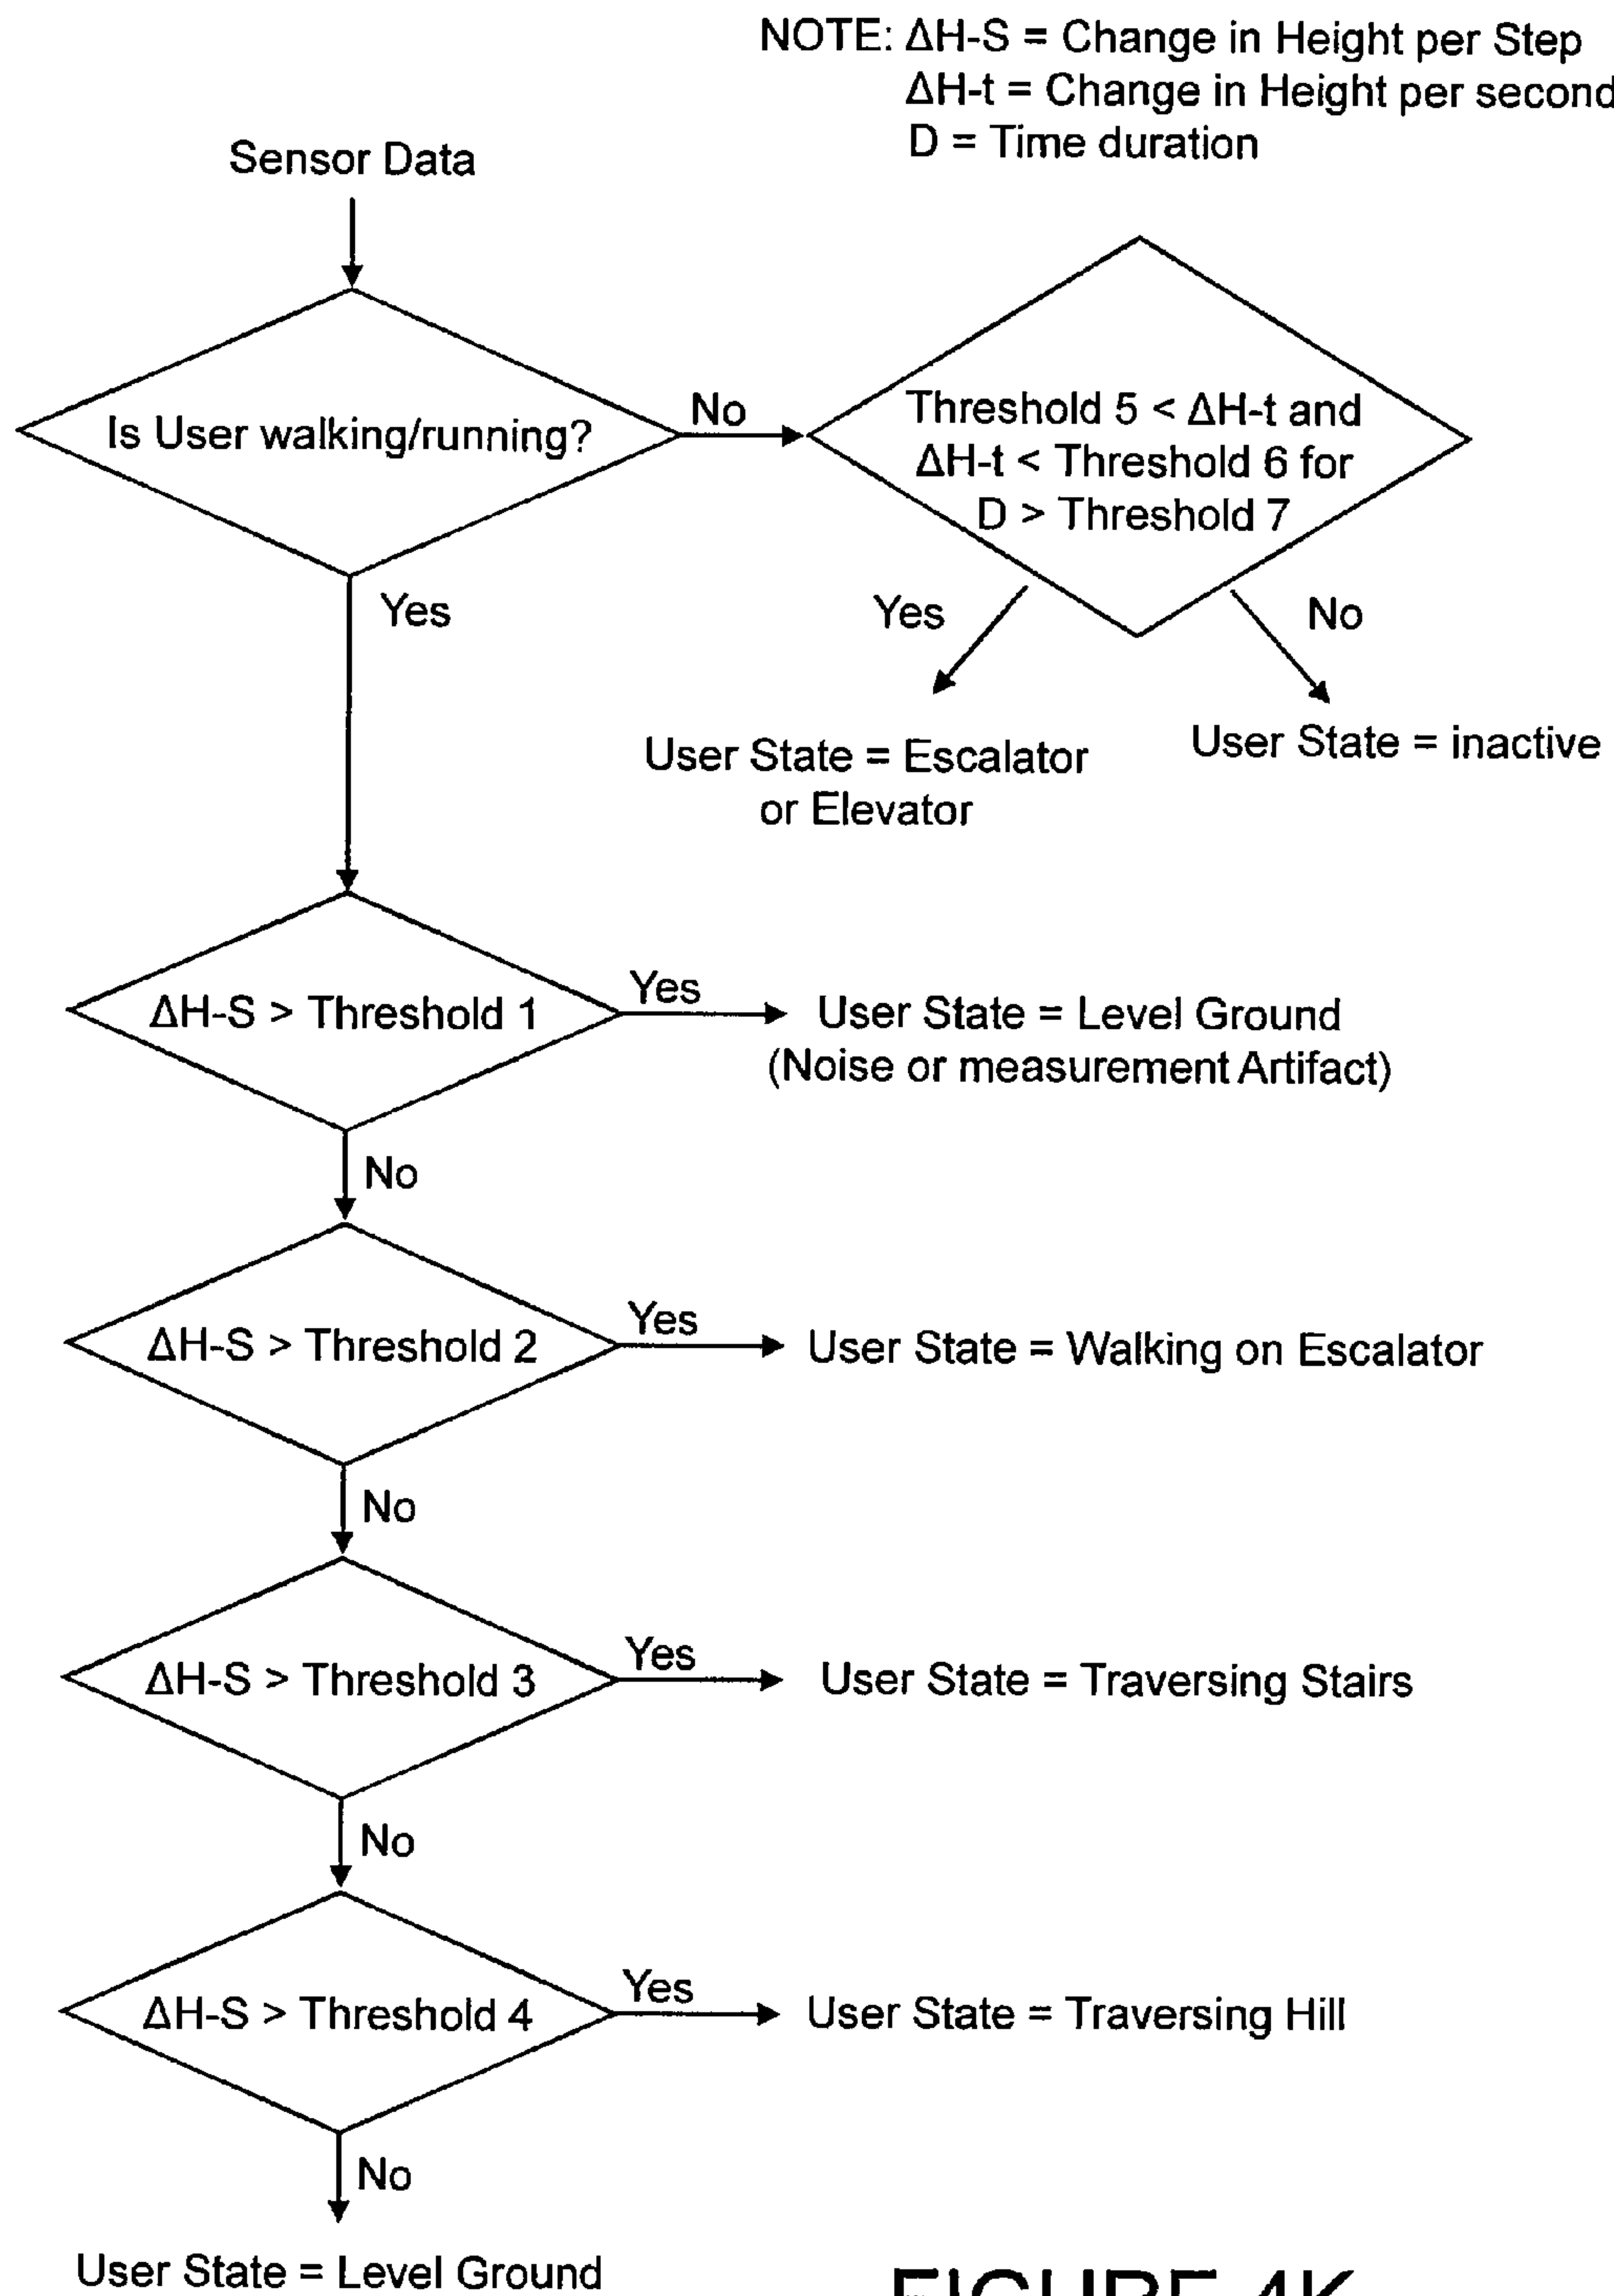 NOTE: ΔH-S = Change in Height per Step
ΔH-t = Change in Height per second
D = Time duration
Sensor Data
Is User walking/running?
No
Threshold 5 < ΔH-t and
ΔH-t < Threshold 6 for
D > Threshold 7
Yes
Yes
No
User State = Escalator
or Elevator
User State = inactive
ΔH-S > Threshold 1
Yes
User State = Level Ground
(Noise or measurement Artifact)
No
ΔH-S > Threshold 2
Yes
User State = Walking on Escalator
No
ΔH-S > Threshold 3
Yes
User State = Traversing Stairs
No
ΔH-S > Threshold 4
Yes
User State = Traversing Hill
No
User State = Level Ground
FIGURE 4K